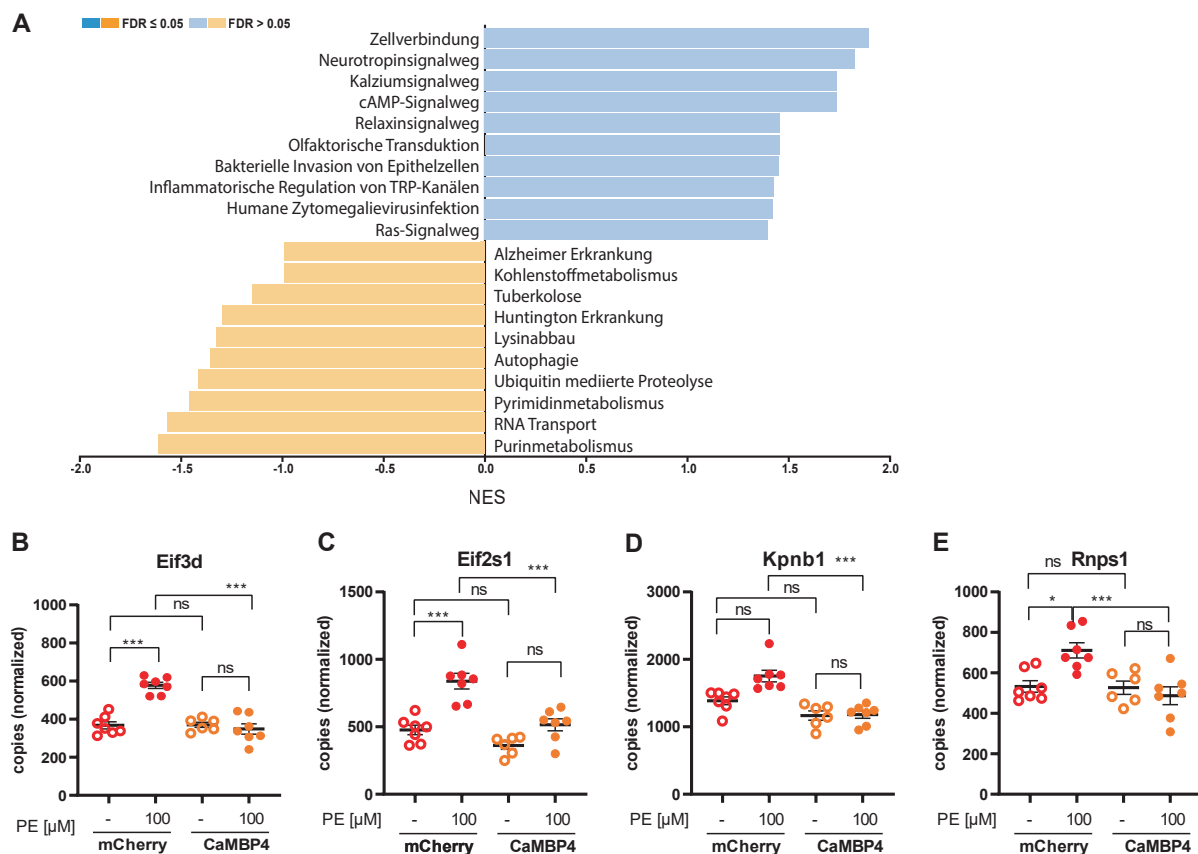 A
FDR ≤ 0.05 FDR > 0.05
Zellverbindung
Neurotropinsignalweg
Kalziumsignalweg
cAMP-Signalweg
Relaxinsignalweg
Olfaktorische Transduktion
Bakterielle Invasion von Epithelzellen
Inflammatorische Regulation von TRP-Kanälen
Humane Zytomegalievirusinfektion
Ras-Signalweg
Alzheimer Erkrankung
Kohlenstoffmetabolismus
Tuberkolose
Huntington Erkrankung
Lysinabbau
Autophagie
Ubiquitin mediierte Proteolyse
Pyrimidinmetabolismus
RNA Transport
Purinmetabolismus
-2.0 -1.5 -1.0 -0.5 0.0 0.5 1.0 1.5 2.0
NES
B
Eif3d
copies (normalized)
1000
800
600
400
200
0
***
ns
***
ns
PE [µM] - 100 - 100
mCherry CaMBP4
C
Eif2s1
copies (normalized)
1500
1000
500
0
***
ns
***
ns
- 100 - 100
mCherry CaMBP4
D
Kpnb1
copies (normalized)
3000
2000
1000
0
***
ns
ns
ns
PE [µM] - 100 - 100
mCherry CaMBP4
E
Rnps1
copies (normalized)
1000
800
600
400
200
0
ns
* ***
ns
PE [µM] - 100 - 100
mCherry CaMBP4